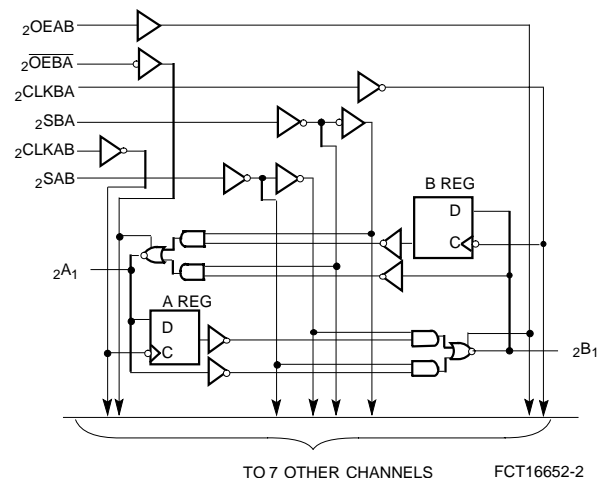 2OEAB
2OEBA
2CLKBA
2SBA
2CLKAB
2SAB
B REG
D
C
2A1
A REG
D
C
2B1
TO 7 OTHER CHANNELS
FCT16652-2